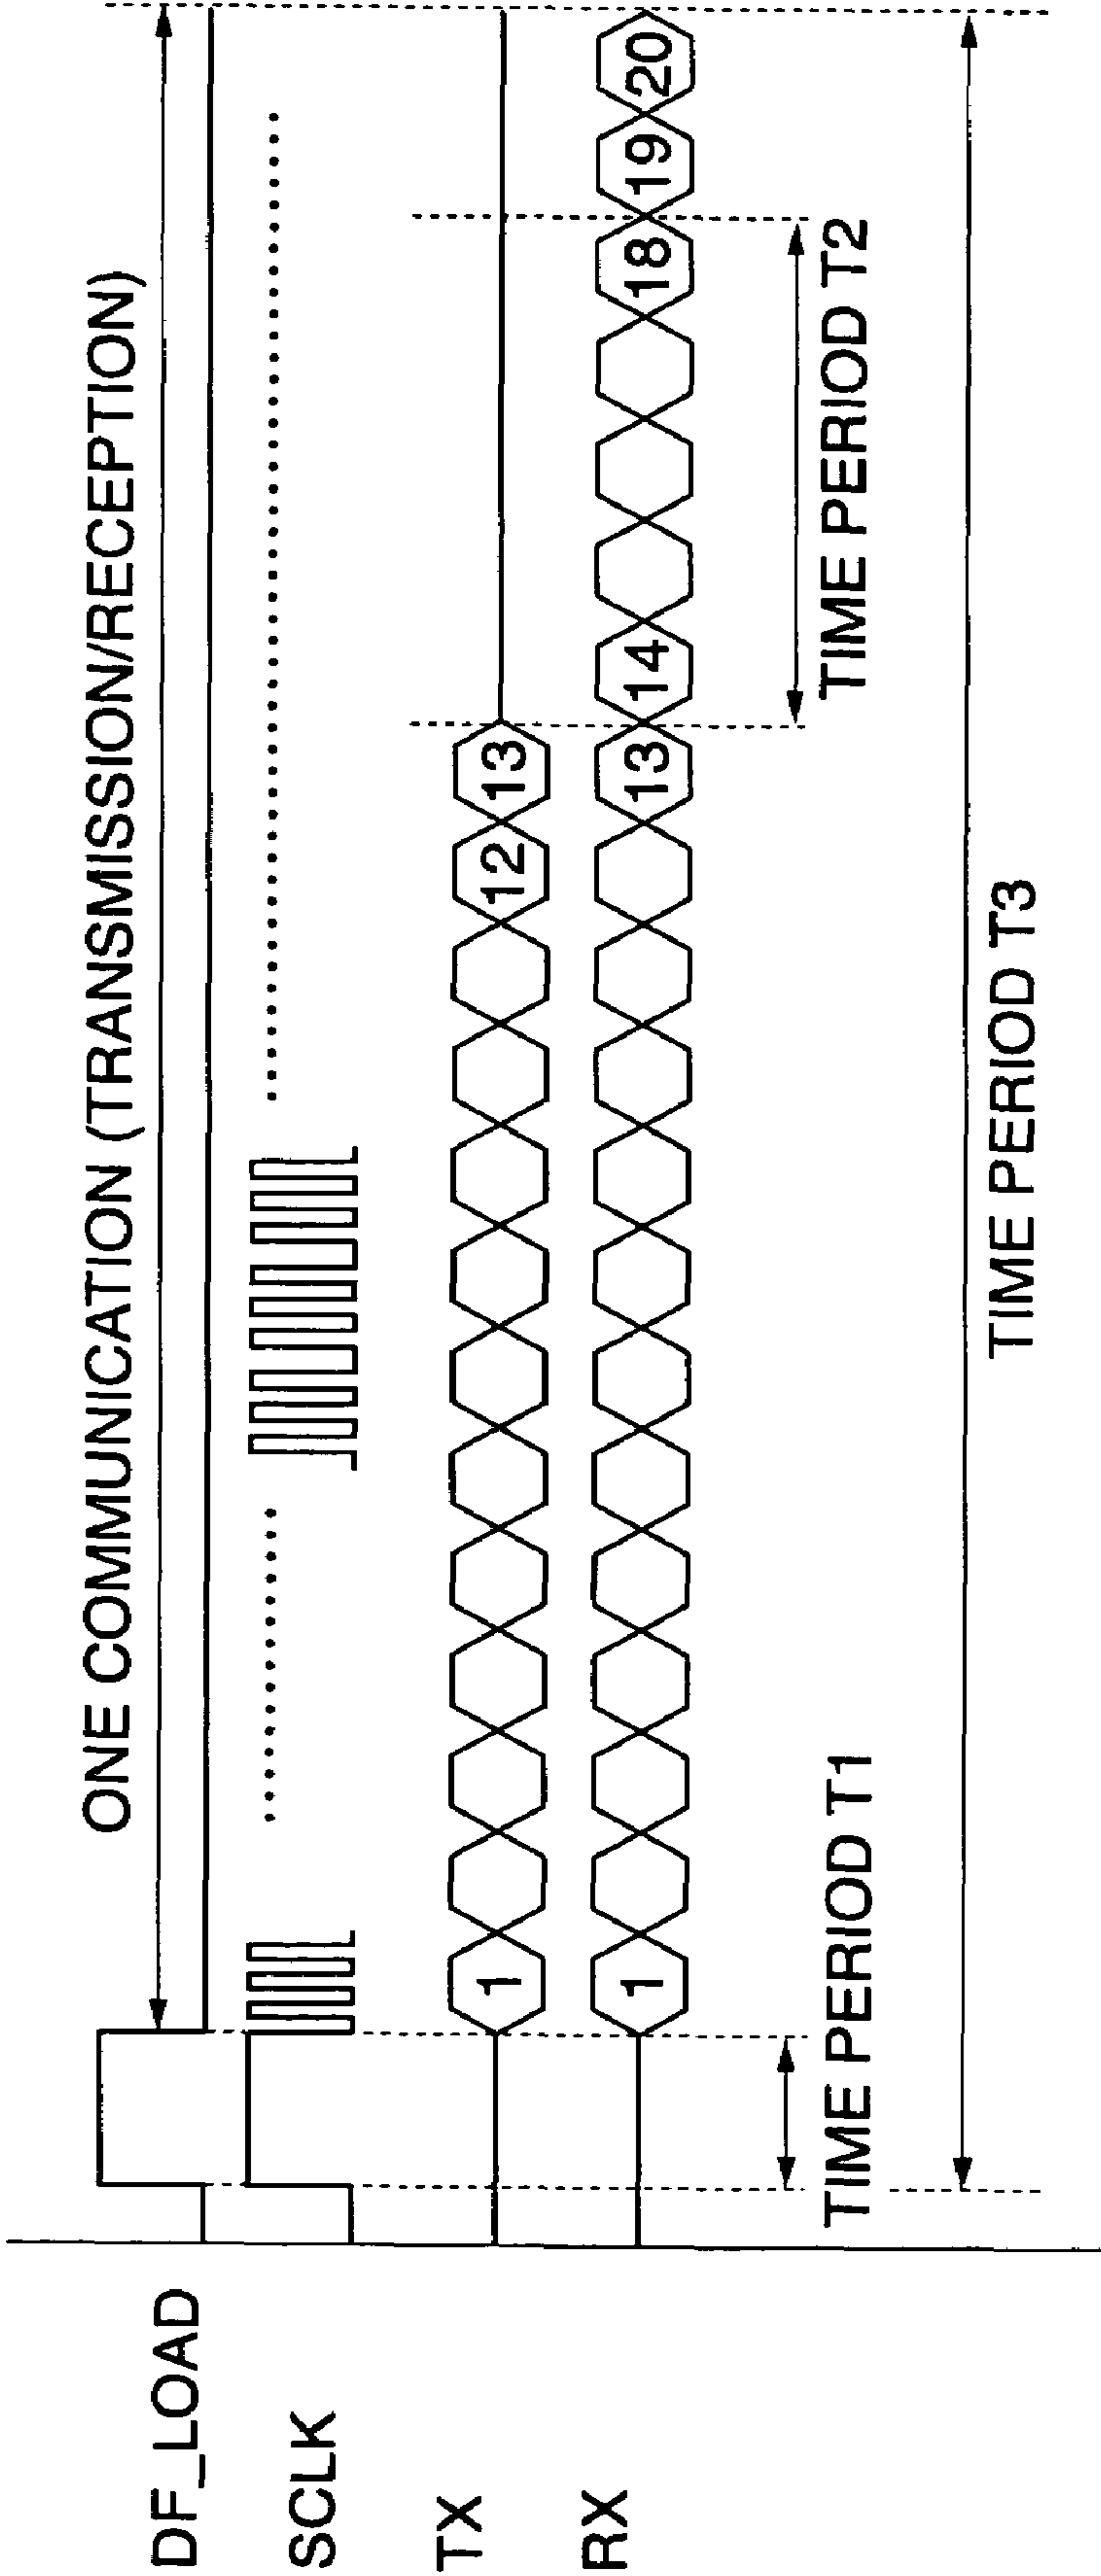 ONE COMMUNICATION (TRANSMISSION/RECEPTION)
DF_LOAD
SCLK
TX
1 12 13
RX
1 13 14 18 19 20
TIME PERIOD T1
TIME PERIOD T2
TIME PERIOD T3